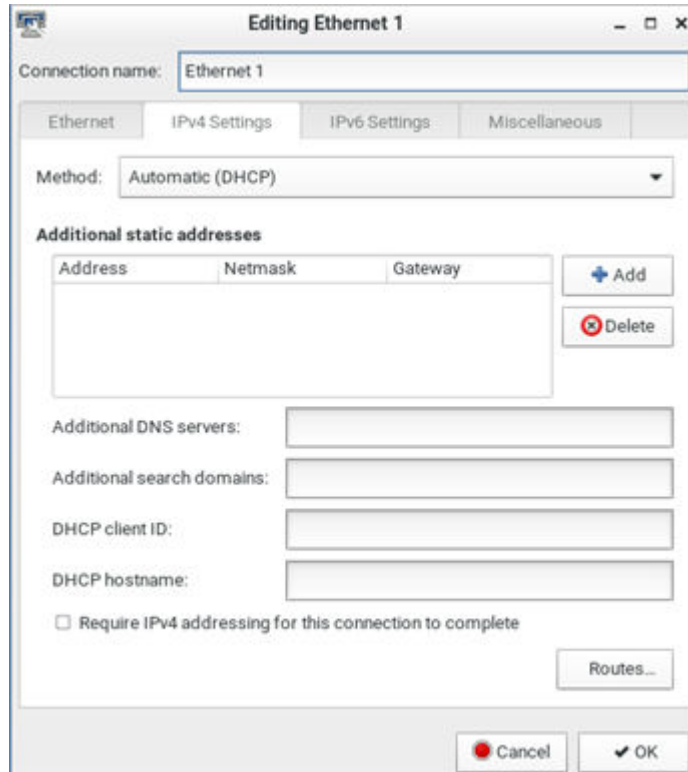 Editing Ethernet 1
Connection name: Ethernet 1
Ethernet IPv4 Settings IPv6 Settings Miscellaneous
Method: Automatic (DHCP)
Additional static addresses
Address Netmask Gateway
Add
Delete
Additional DNS servers:
Additional search domains:
DHCP client ID:
DHCP hostname:
Require IPv4 addressing for this connection to complete
Routes...
Cancel OK